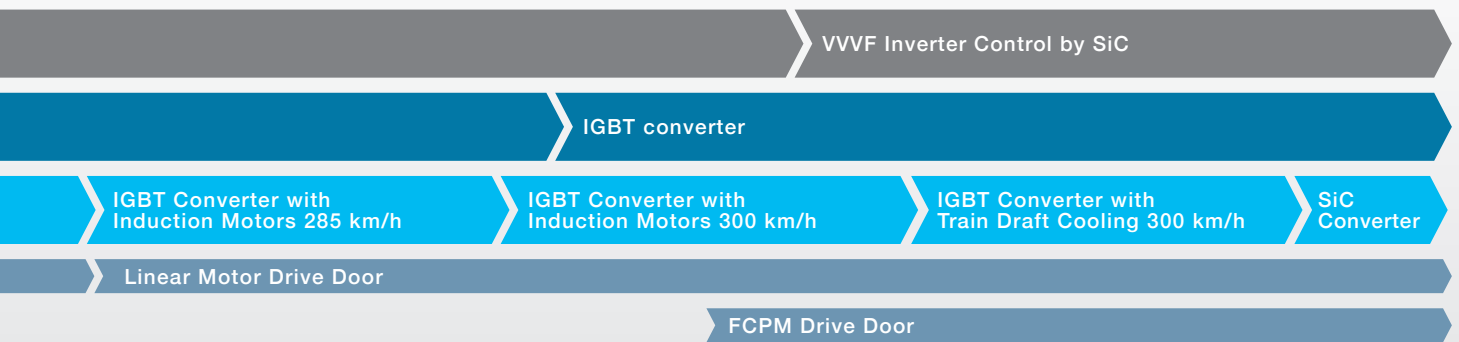 VVVF Inverter Control by SiC
IGBT converter
IGBT Converter with
Induction Motors 285 km/h
IGBT Converter with
Induction Motors 300 km/h
IGBT Converter with
Train Draft Cooling 300 km/h
SiC
Converter
Linear Motor Drive Door
FCPM Drive Door